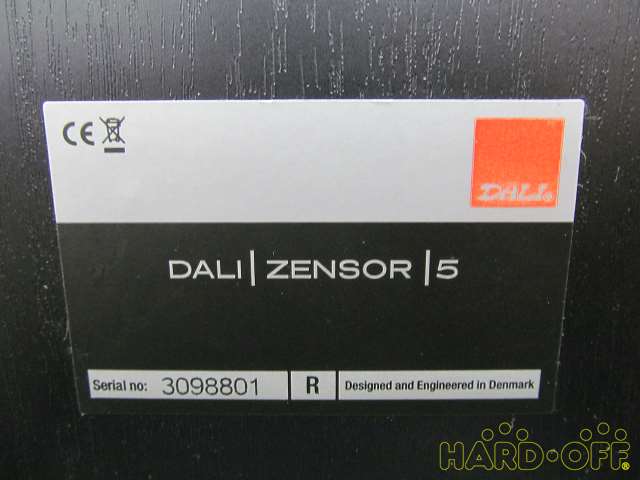 CE
DALI®
DALI|ZENSOR|5
Serial no: 3098801 R Designed and Engineered in Denmark
HARD·OFF®